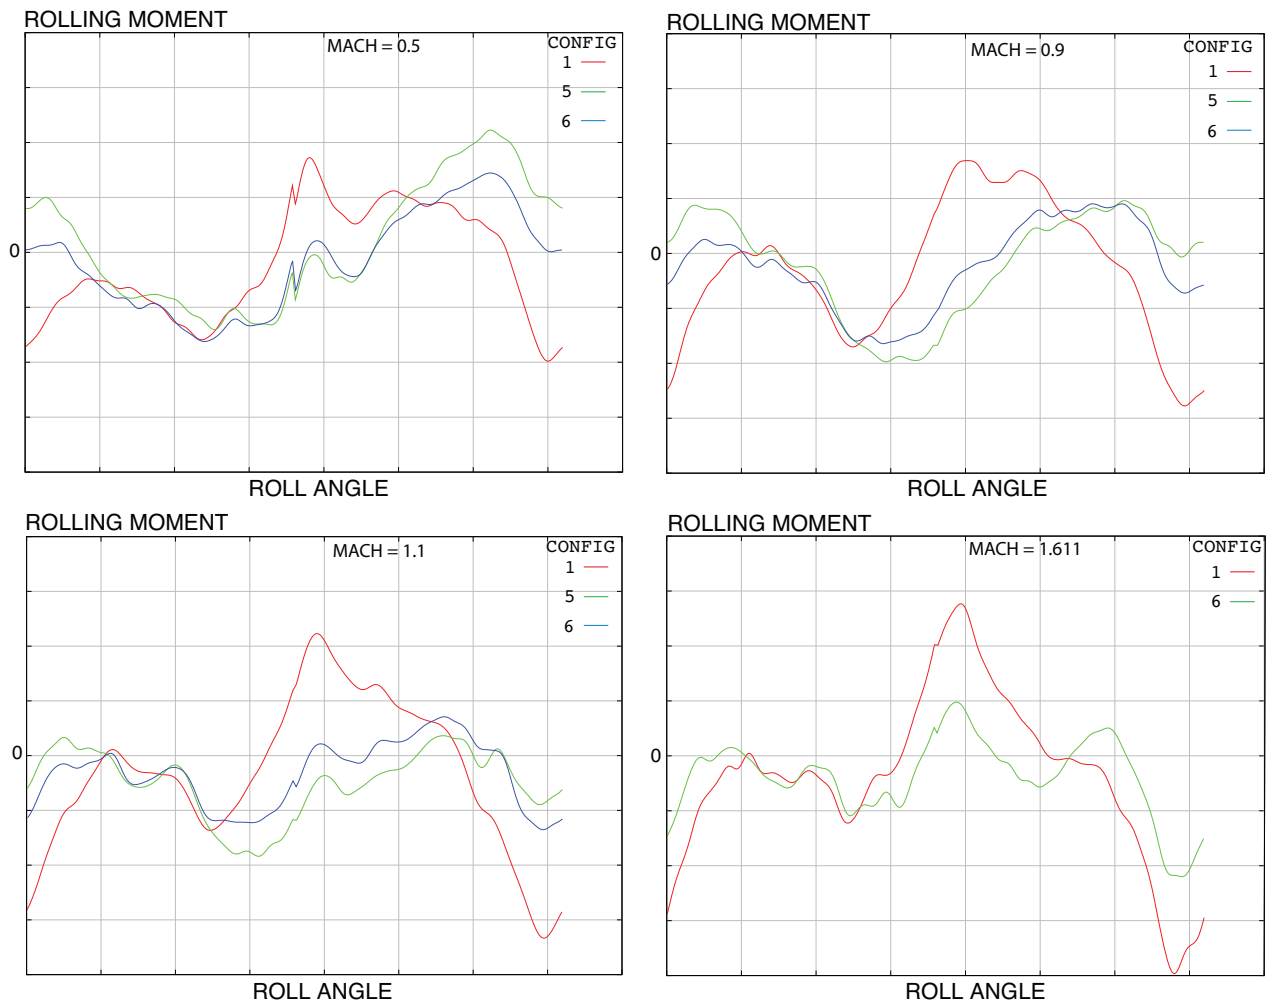 ROLLING MOMENT
MACH = 0.5
CONFIG
1
5
6
0
ROLL ANGLE
ROLLING MOMENT
MACH = 0.9
CONFIG
1
5
6
0
ROLL ANGLE
ROLLING MOMENT
MACH = 1.1
CONFIG
1
5
6
0
ROLL ANGLE
ROLLING MOMENT
MACH = 1.611
CONFIG
1
6
0
ROLL ANGLE